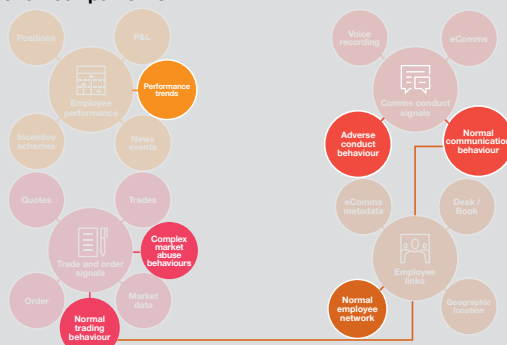 Positions
P&L
Employee
performance
Performance
trends
Incentive
schemes
News
events
Quotes
Trades
Trade and order
signals
Complex
market
abuse
behaviours
Order
Market
data
Normal
trading
behaviour
Voice
recording
eComms
Comms conduct
signals
Adverse
conduct
behaviour
Normal
communication
behaviour
eComms
metadata
Desk /
Book
Employee
links
Normal
employee
network
Geographic
location